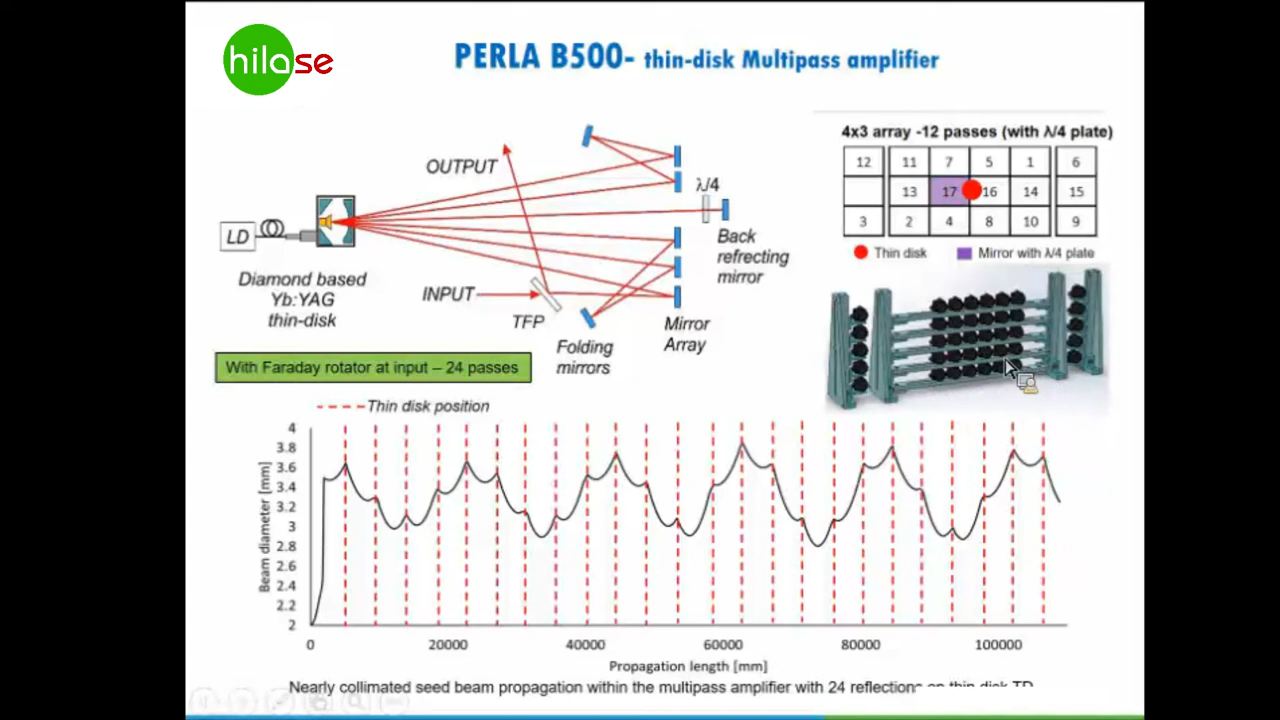 hilase
PERLA B500- thin-disk Multipass amplifier
OUTPUT
λ/4
LD
Diamond based
Yb:YAG
thin-disk
INPUT
TFP
Folding
mirrors
Mirror
Array
Back
refrecting
mirror
4x3 array -12 passes (with λ/4 plate)
12 11 7 5 1 6
13 17 16 14 15
3 2 4 8 10 9
Thin disk
Mirror with λ/4 plate
With Faraday rotator at input – 24 passes
Thin disk position
Beam diameter [mm]
4
3.8
3.6
3.4
3.2
3
2.8
2.6
2.4
2.2
2
0 20000 40000 60000 80000 100000
Propagation length [mm]
Nearly collimated seed beam propagation within the multipass amplifier with 24 reflections on thin disk TD